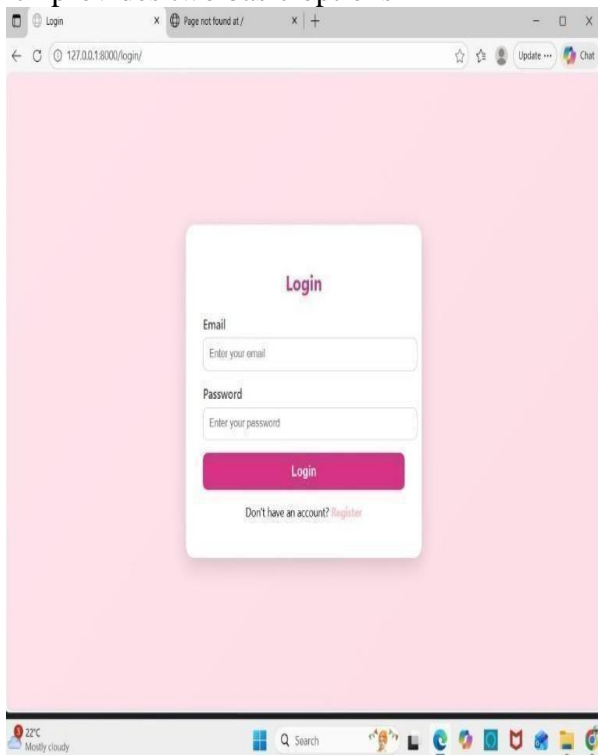 Login
Page not found at /
127.0.0.1:8000/login/
Update ...
Chat
Login
Email
Enter your email
Password
Enter your password
Login
Don't have an account? Register
22°C
Mostly cloudy
Search